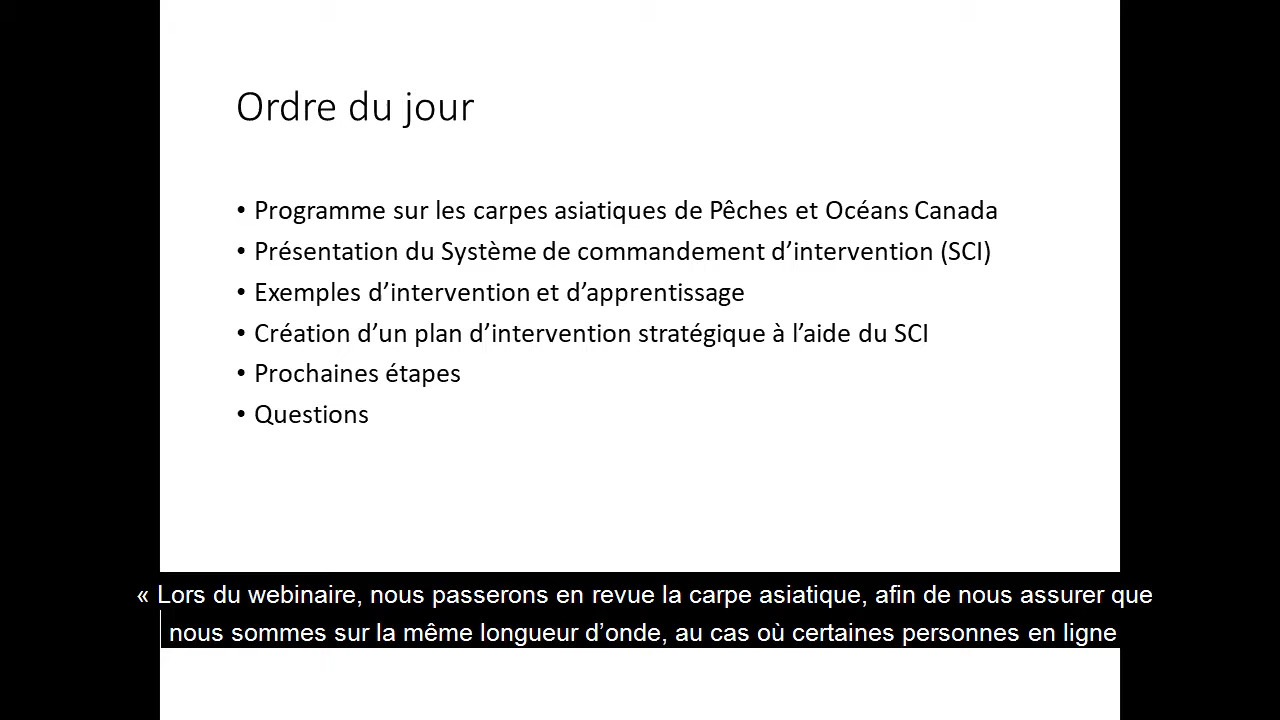 Ordre du jour
• Programme sur les carpes asiatiques de Pêches et Océans Canada
• Présentation du Système de commandement d’intervention (SCI)
• Exemples d’intervention et d’apprentissage
• Création d’un plan d’intervention stratégique à l’aide du SCI
• Prochaines étapes
• Questions
« Lors du webinaire, nous passerons en revue la carpe asiatique, afin de nous assurer que
nous sommes sur la même longueur d’onde, au cas où certaines personnes en ligne